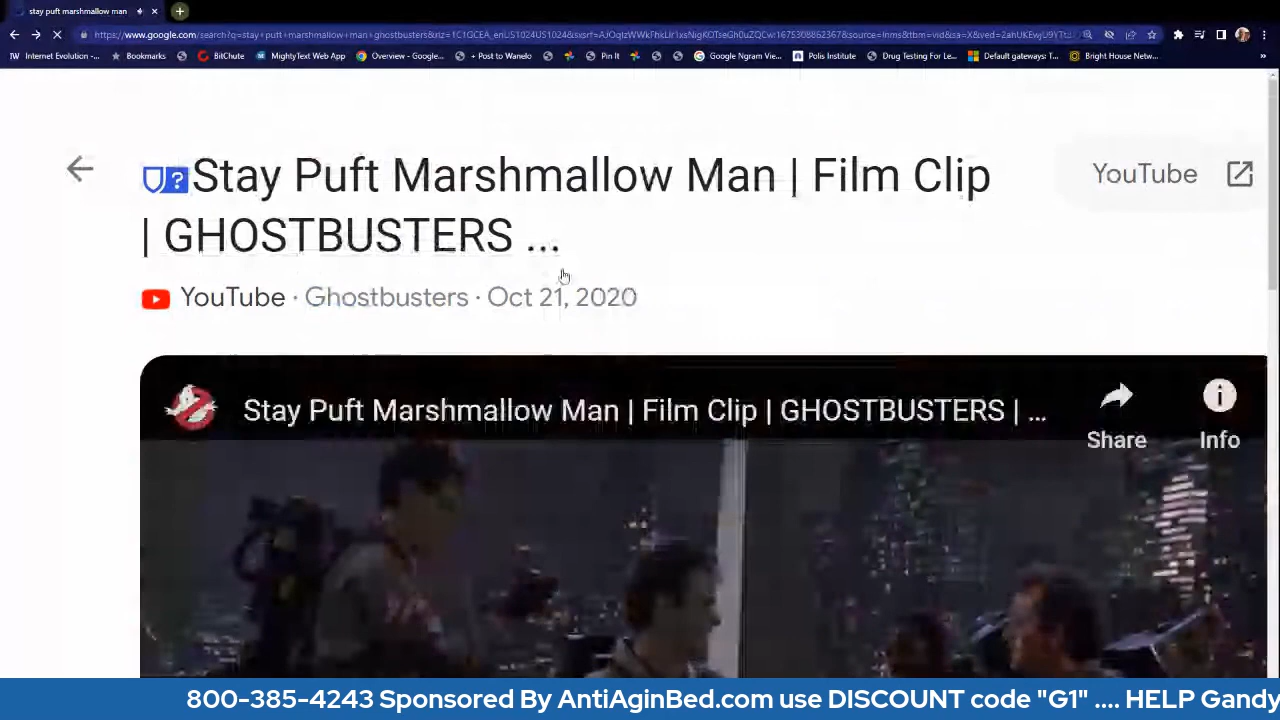 stay puft marshmallow man
Internet Evolution -...
Bookmarks
BitChute
MightyText Web App
Overview - Google...
+ Post to Wanelo
Pin It
Google Ngram Vie...
Polis Institute
Drug Testing For Le...
Default gateways: T...
Bright House Netw...
»
Stay Puft Marshmallow Man | Film Clip
| GHOSTBUSTERS ...
YouTube
YouTube · Ghostbusters · Oct 21, 2020
Stay Puft Marshmallow Man | Film Clip | GHOSTBUSTERS | ...
Share
Info
800-385-4243 Sponsored By AntiAginBed.com use DISCOUNT code "G1" .... HELP Gandy